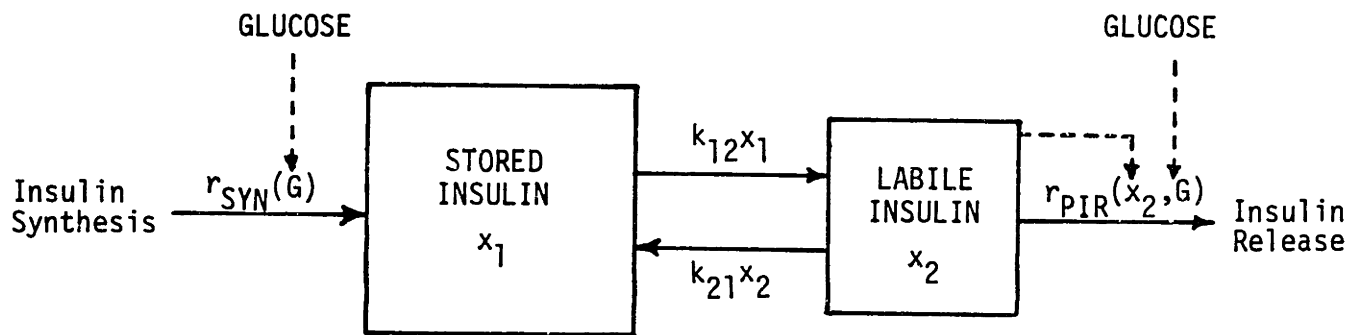 GLUCOSE
GLUCOSE
Insulin
Synthesis
r_SYN(G)
STORED
INSULIN
x_1
k_12x_1
k_21x_2
LABILE
INSULIN
x_2
r_PIR(x_2,G)
Insulin
Release